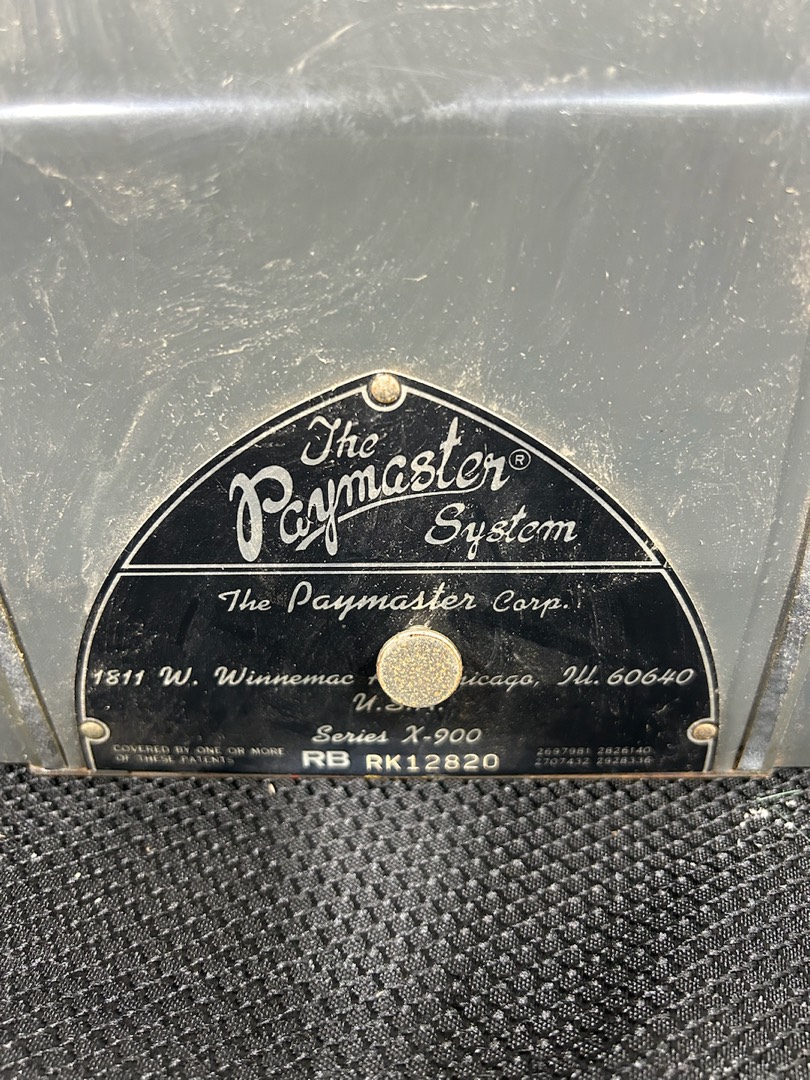 The
Paymaster®
System
The Paymaster Corp.
1811 W. Winnemac Chicago, Ill. 60640
U.S.A.
Series X-900
COVERED BY ONE OR MORE
OF THESE PATENTS
RB RK12820
2697981 2826140
2707432 2928336